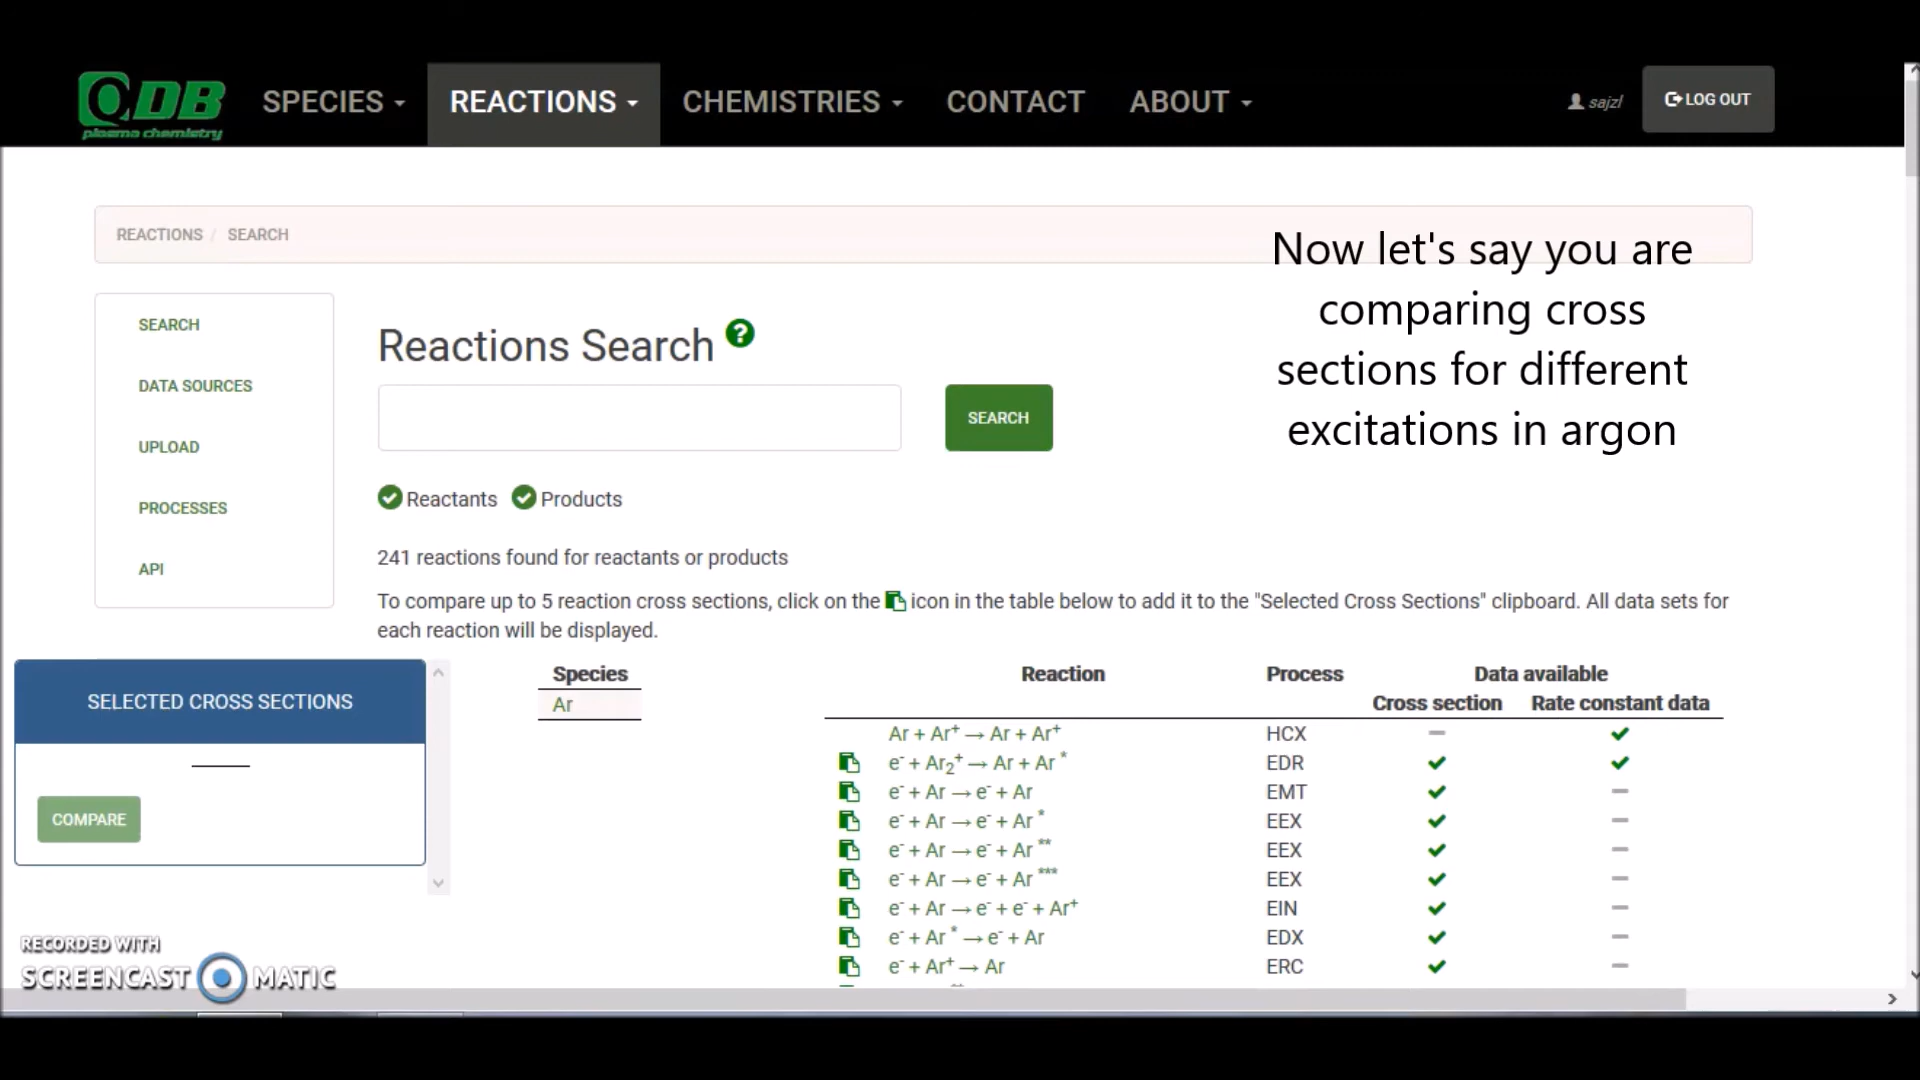 QDB
plasma chemistry
SPECIES
REACTIONS
CHEMISTRIES
CONTACT
ABOUT
sajzl
LOG OUT
REACTIONS / SEARCH
Now let's say you are
comparing cross
sections for different
excitations in argon
SEARCH
DATA SOURCES
UPLOAD
PROCESSES
API
Reactions Search ?
SEARCH
Reactants Products
241 reactions found for reactants or products
To compare up to 5 reaction cross sections, click on the icon in the table below to add it to the "Selected Cross Sections" clipboard. All data sets for
each reaction will be displayed.
SELECTED CROSS SECTIONS
COMPARE
Species
Ar
Reaction Process Data available
Cross section Rate constant data
Ar + Ar⁺ → Ar + Ar⁺ HCX – ✔
e⁻ + Ar₂⁺ → Ar + Ar * EDR ✔ ✔
e⁻ + Ar → e⁻ + Ar EMT ✔ –
e⁻ + Ar → e⁻ + Ar * EEX ✔ –
e⁻ + Ar → e⁻ + Ar ** EEX ✔ –
e⁻ + Ar → e⁻ + Ar *** EEX ✔ –
e⁻ + Ar → e⁻ + e⁻ + Ar⁺ EIN ✔ –
e⁻ + Ar * → e⁻ + Ar EDX ✔ –
e⁻ + Ar⁺ → Ar ERC ✔ –
RECORDED WITH
SCREENCAST MATIC